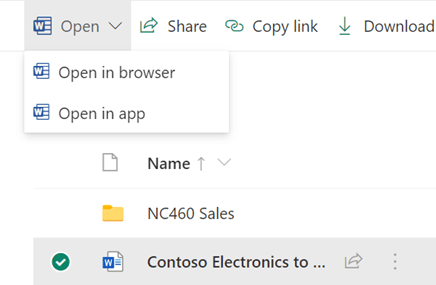 Open Share Copy link Download
Open in browser
Open in app
Name
NC460 Sales
Contoso Electronics to ...